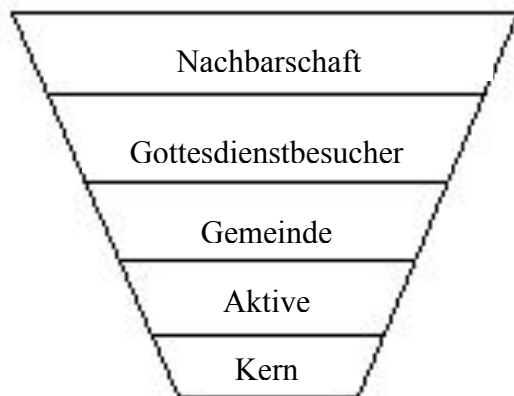 Nachbarschaft
Gottesdienstbesucher
Gemeinde
Aktive
Kern